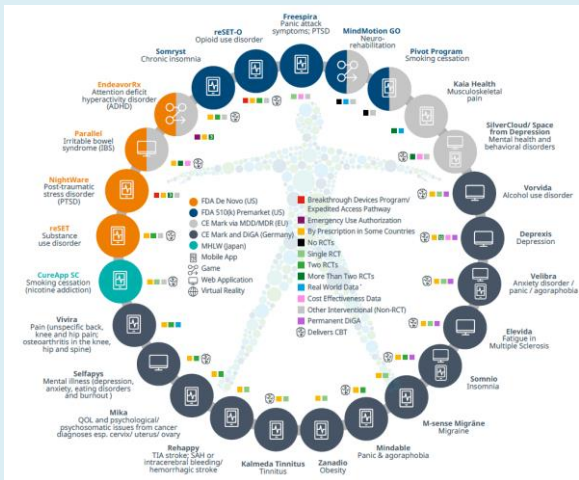 Freespira
Panic attack
symptoms; PTSD
MindMotion GO
Neuro-
rehabilitation
Pivot Program
Smoking cessation
Kaia Health
Musculoskeletal
pain
SilverCloud/ Space
from Depression
Mental health and
behavioral disorders
Vorvida
Alcohol use disorder
Deprexis
Depression
Velibra
Anxiety disorder /
panic / agoraphobia
Elevida
Fatigue in
Multiple Sclerosis
Somnio
Insomnia
M-sense Migräne
Migraine
Mindable
Panic & agoraphobia
Zanadio
Obesity
Kalmeda Tinnitus
Tinnitus
Rehappy
TIA stroke; SAH or
intracerebral bleeding/
hemorrhagic stroke
Mika
QOL and psychological/
psychosomatic issues from cancer
diagnoses esp. cervix/ uterus/ ovary
Selfapys
Mental illness (depression,
anxiety, eating disorders
and burnout )
Vivira
Pain (unspecific back,
knee and hip pain;
osteoarthritis in the knee,
hip and spine)
CureApp SC
Smoking cessation
(nicotine addiction)
reSET
Substance
use disorder
NightWare
Post-traumatic
stress disorder
(PTSD)
Parallel
Irritable bowel
syndrome (IBS)
EndeavorRx
Attention deficit
hyperactivity disorder
(ADHD)
Somryst
Chronic insomnia
reSET-O
Opioid use disorder
FDA De Novo (US)
FDA 510(k) Premarket (US)
CE Mark via MDD/MDR (EU)
CE Mark and DiGA (Germany)
MHLW (Japan)
Mobile App
Game
Web Application
Virtual Reality
Breakthrough Devices Program/
Expedited Access Pathway
Emergency Use Authorization
By Prescription in Some Countries
No RCTs
Single RCT
Two RCTs
More Than Two RCTs
Real World Data
Cost Effectiveness Data
Other Interventional (Non-RCT)
Permanent DiGA
Delivers CBT